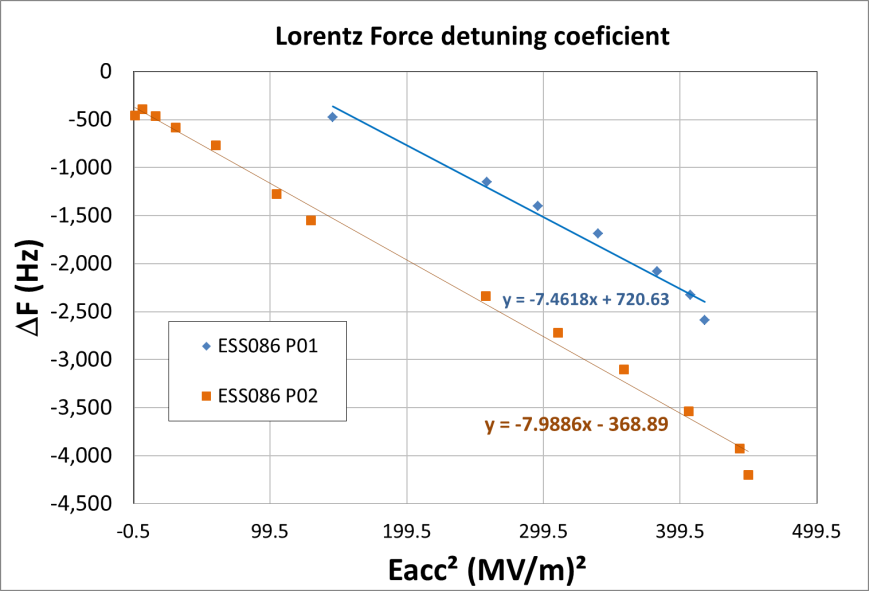 Lorentz Force detuning coeficient
0
-500
-1,000
-1,500
-2,000
-2,500
-3,000
-3,500
-4,000
-4,500
ΔF (Hz)
y = -7.4618x + 720.63
ESS086 P01
ESS086 P02
y = -7.9886x - 368.89
-0.5 99.5 199.5 299.5 399.5 499.5
Eacc² (MV/m)²